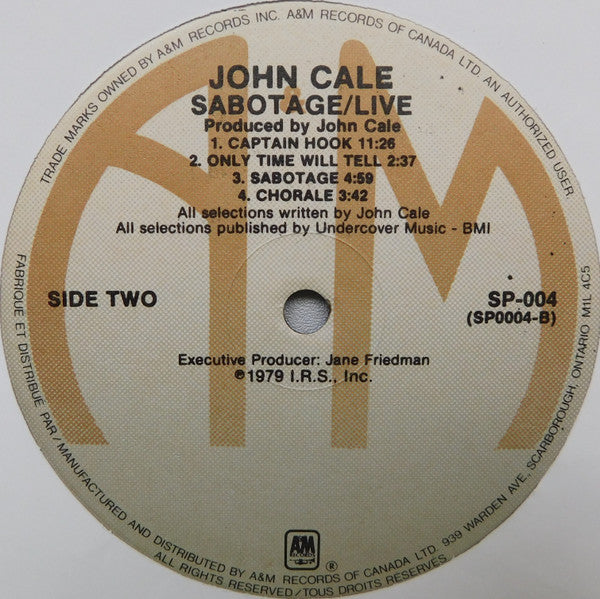 JOHN CALE
SABOTAGE/LIVE
Produced by John Cale
1. CAPTAIN HOOK 11:26
2. ONLY TIME WILL TELL 2:37
3. SABOTAGE 4:59
4. CHORALE 3:42
All selections written by John Cale
All selections published by Undercover Music - BMI
SIDE TWO
SP-004
(SP0004-B)
Executive Producer: Jane Friedman
℗1979 I.R.S., Inc.
A&M
RECORDS
®
TRADE MARKS OWNED BY A&M RECORDS INC. A&M RECORDS OF CANADA LTD. AN AUTHORIZED USER.
FABRIQUE ET DISTRIBUE PAR / MANUFACTURED AND DISTRIBUTED BY A&M RECORDS OF CANADA LTD. 939 WARDEN AVE., SCARBOROUGH, ONTARIO M1L 4C5
ALL RIGHTS RESERVED/TOUS DROITS RESERVES